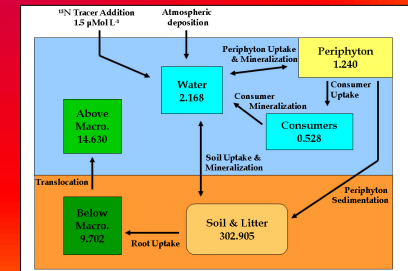 ¹⁵N Tracer Addition
1.5 µMol L⁻¹
Atmospheric
deposition
Periphyton Uptake
& Mineralization
Periphyton
1.240
Water
2.168
Consumer
Uptake
Consumer
Mineralization
Above
Macro.
14.630
Consumers
0.528
Soil Uptake &
Mineralization
Translocation
Periphyton
Sedimentation
Below
Macro.
9.702
Soil & Litter
302.905
Root Uptake